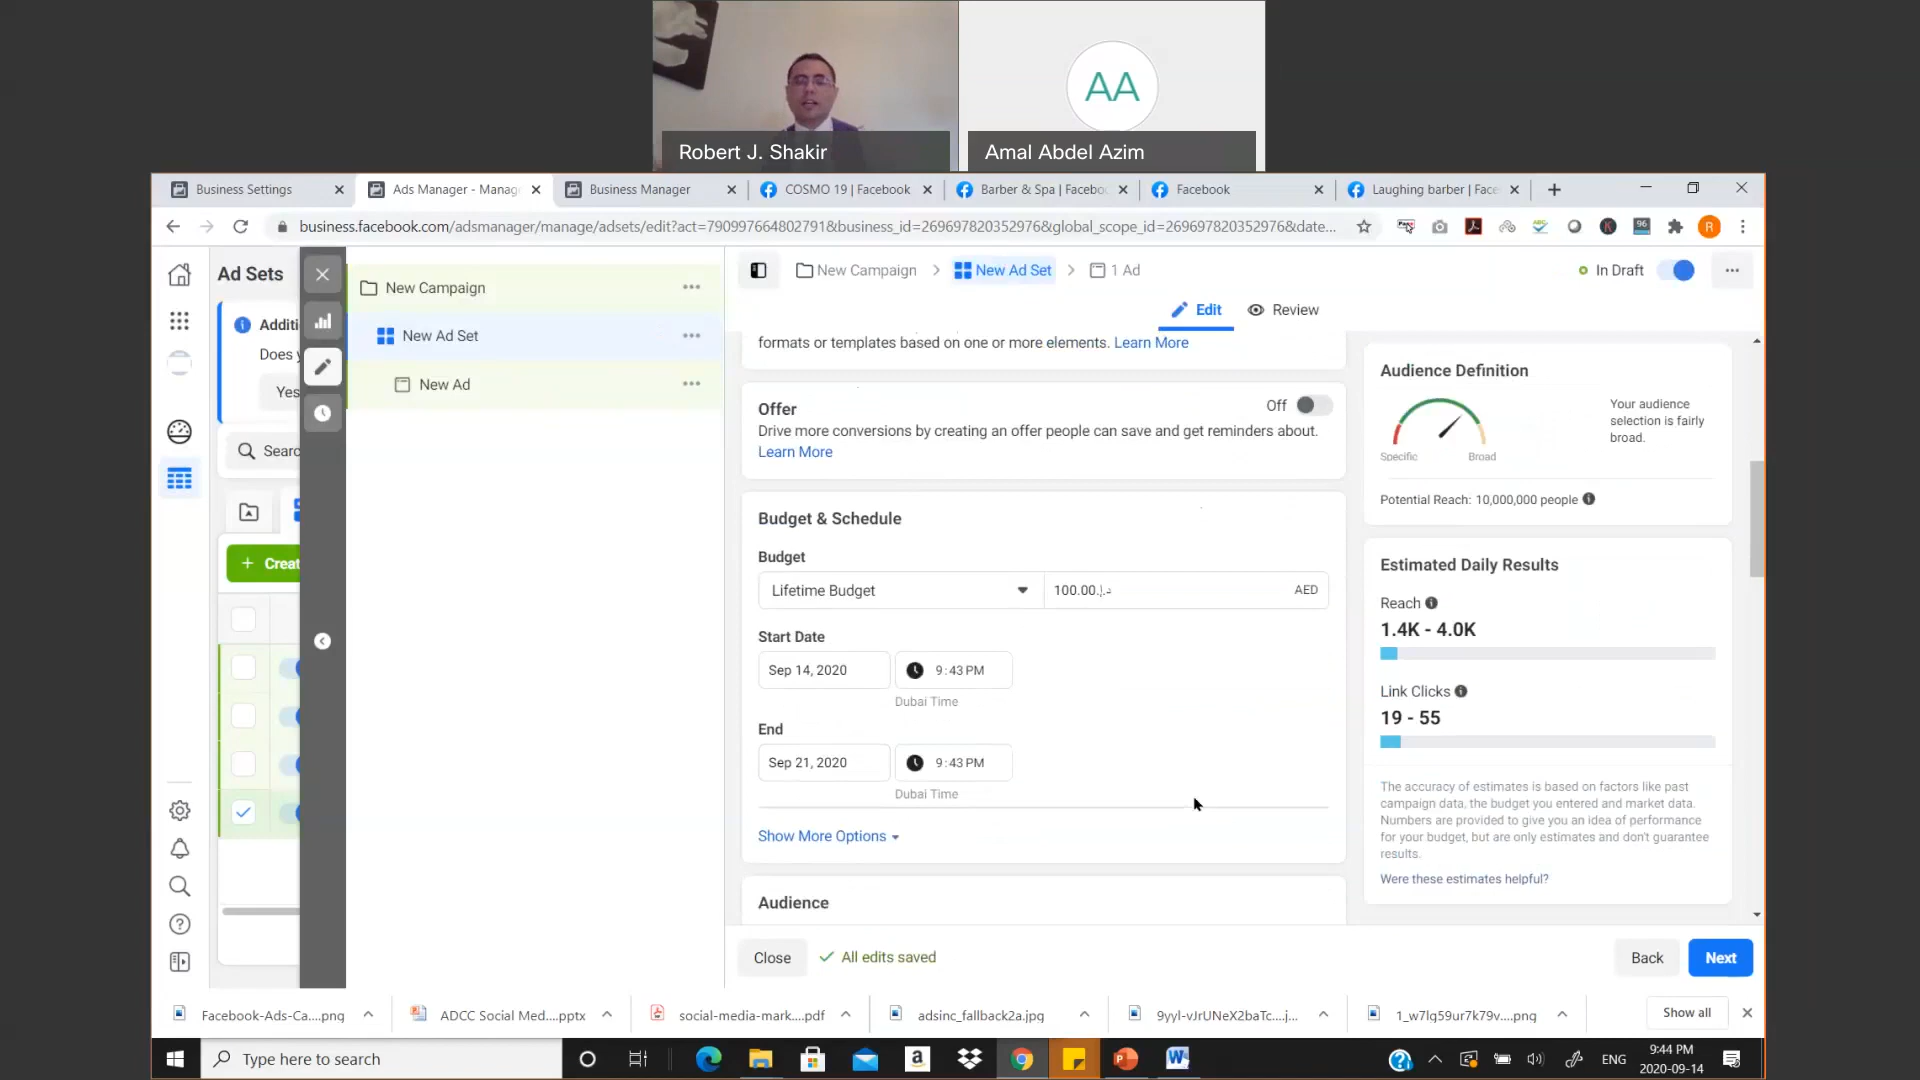 Robert J. Shakir
AA
Amal Abdel Azim
Business Settings
Ads Manager - Manag
Business Manager
COSMO 19 | Facebook
Barber & Spa | Facebo
Facebook
Laughing barber | Face
business.facebook.com/adsmanager/manage/adsets/edit?act=790997664802791&business_id=269697820352976&global_scope_id=269697820352976&date...
96
R
Ad Sets
Additi
Does y
Yes
Searc
Creat
New Campaign
New Ad Set
New Ad
New Campaign
New Ad Set
1 Ad
In Draft
Edit
Review
formats or templates based on one or more elements. Learn More
Offer
Off
Drive more conversions by creating an offer people can save and get reminders about.
Learn More
Budget & Schedule
Budget
Lifetime Budget
100.00.د.إ
AED
Start Date
Sep 14, 2020
9:43 PM
Dubai Time
End
Sep 21, 2020
9:43 PM
Dubai Time
Show More Options
Audience
Audience Definition
Specific
Broad
Your audience
selection is fairly
broad.
Potential Reach: 10,000,000 people
Estimated Daily Results
Reach
1.4K - 4.0K
Link Clicks
19 - 55
The accuracy of estimates is based on factors like past
campaign data, the budget you entered and market data.
Numbers are provided to give you an idea of performance
for your budget, but are only estimates and don't guarantee
results.
Were these estimates helpful?
Close
All edits saved
Back
Next
Facebook-Ads-Ca....png
ADCC Social Med....pptx
social-media-mark....pdf
adsinc_fallback2a.jpg
9yyl-vJrUNeX2baTc....j...
1_w7lg59ur7k79v....png
Show all
Type here to search
ENG
9:44 PM
2020-09-14